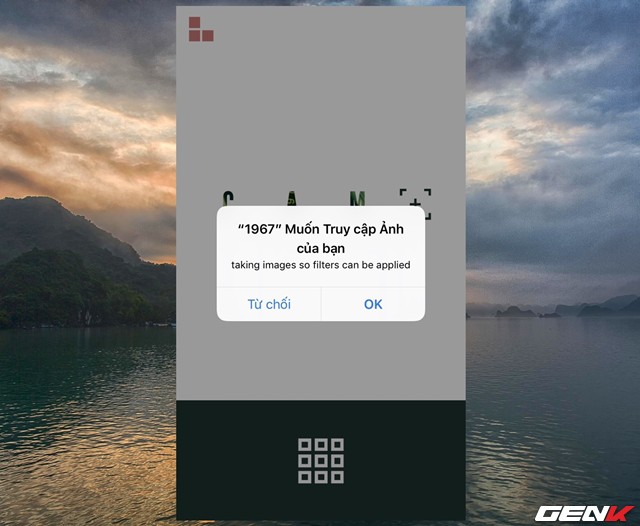 C A M
“1967” Muốn Truy cập Ảnh
của bạn
taking images so filters can be applied
Từ chối OK
GENK